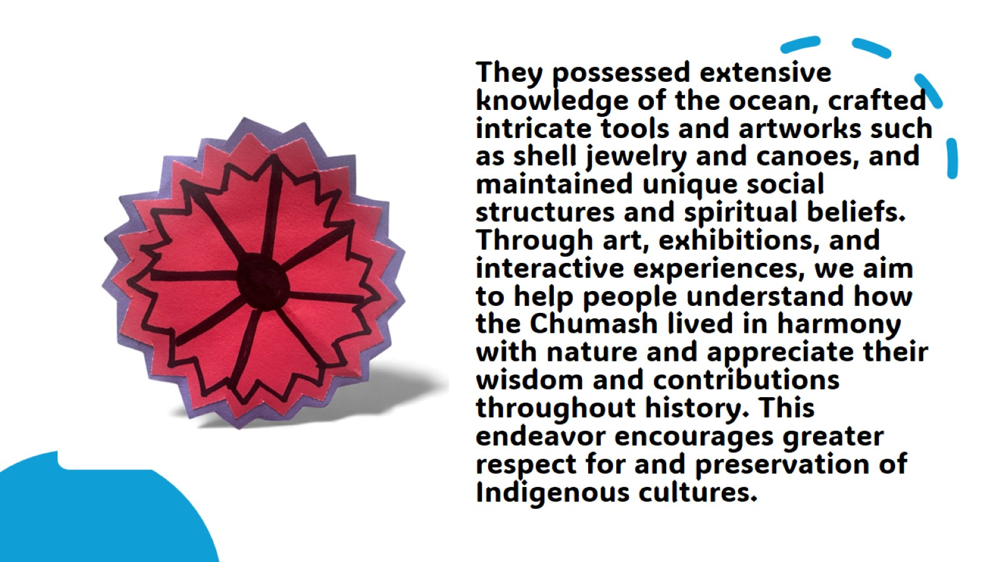 They possessed extensive
knowledge of the ocean, crafted
intricate tools and artworks such
as shell jewelry and canoes, and
maintained unique social
structures and spiritual beliefs.
Through art, exhibitions, and
interactive experiences, we aim
to help people understand how
the Chumash lived in harmony
with nature and appreciate their
wisdom and contributions
throughout history. This
endeavor encourages greater
respect for and preservation of
Indigenous cultures.